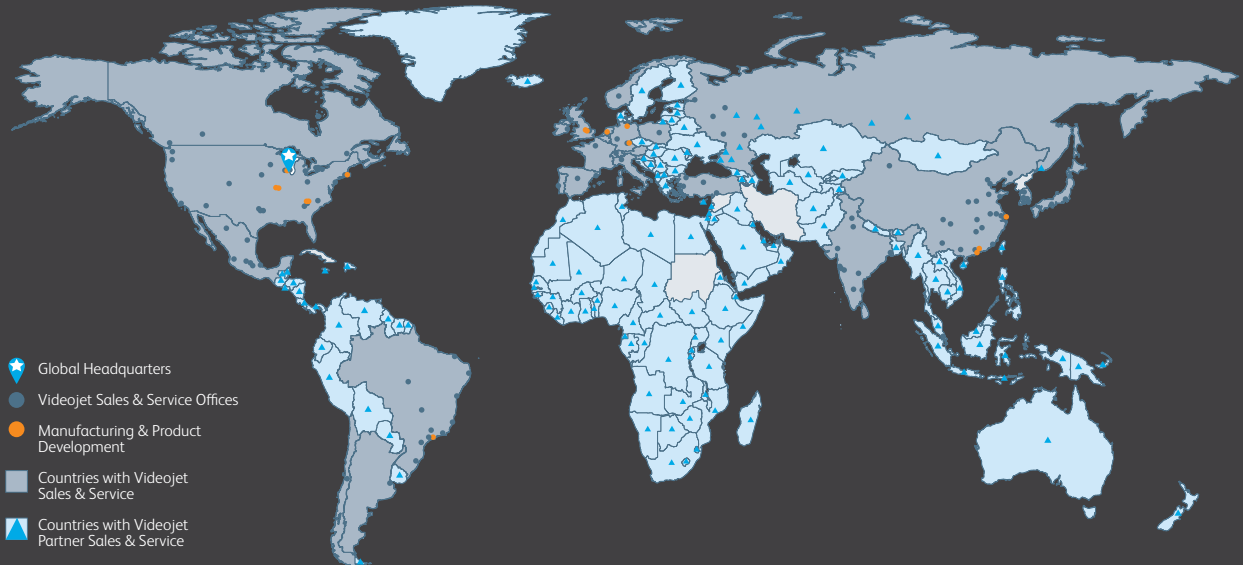 Global Headquarters
Videojet Sales & Service Offices
Manufacturing & Product
Development
Countries with Videojet
Sales & Service
Countries with Videojet
Partner Sales & Service